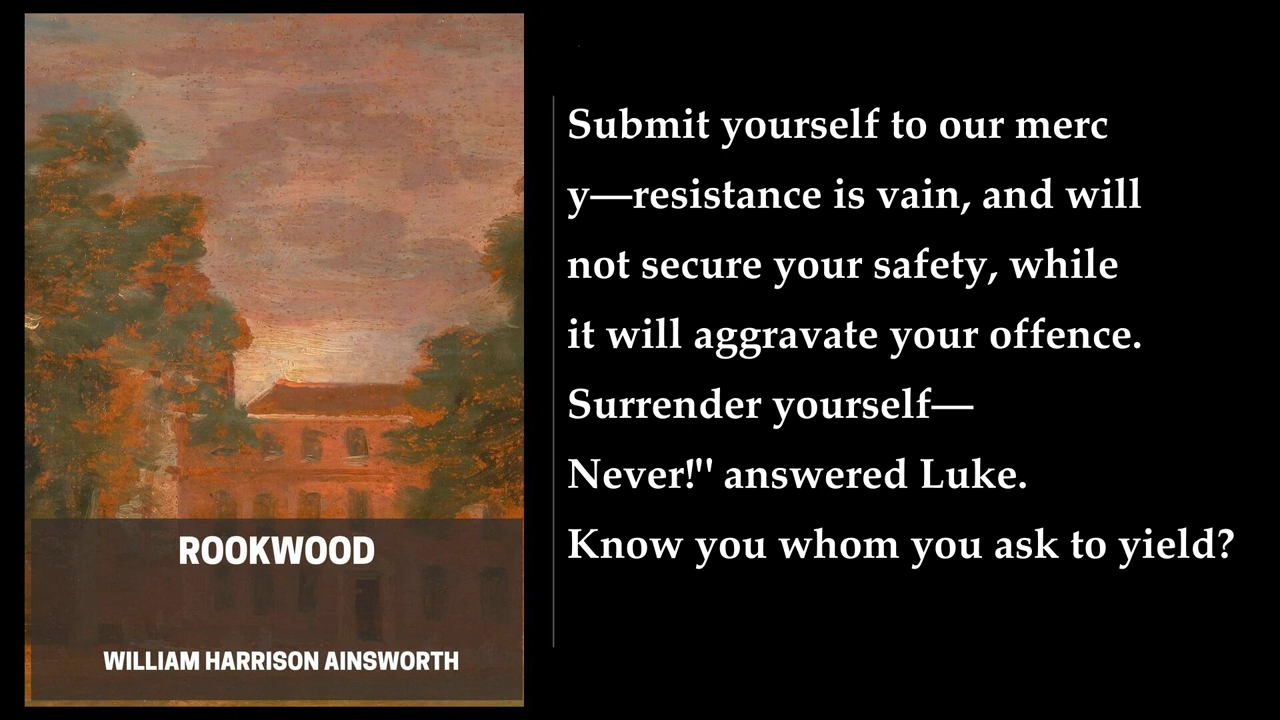 ROOKWOOD
WILLIAM HARRISON AINSWORTH
Submit yourself to our merc
y—resistance is vain, and will
not secure your safety, while
it will aggravate your offence.
Surrender yourself—
Never!" answered Luke.
Know you whom you ask to yield?